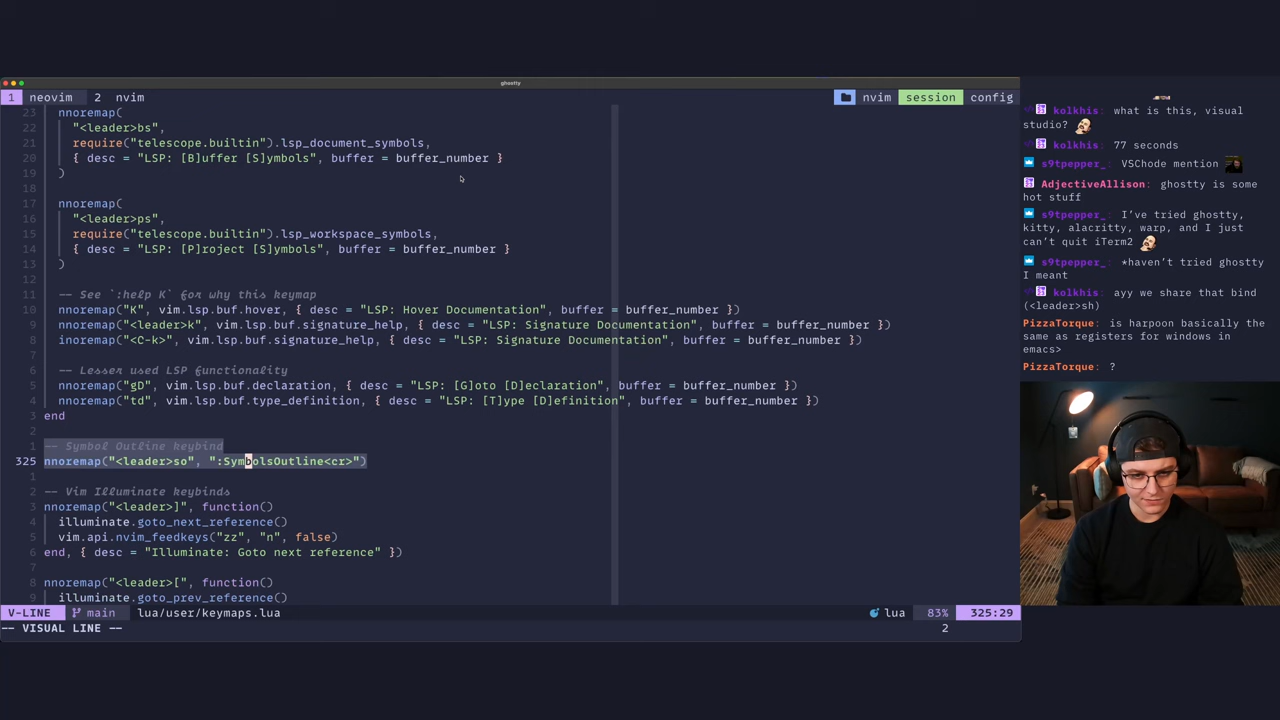 ghostty
1 neovim 2 nvim
nvim session config
23 nnoremap(
22 "<leader>bs",
21 require("telescope.builtin").lsp_document_symbols,
20 { desc = "LSP: [B]uffer [S]ymbols", buffer = buffer_number }
19 )
18
17 nnoremap(
16 "<leader>ps",
15 require("telescope.builtin").lsp_workspace_symbols,
14 { desc = "LSP: [P]roject [S]ymbols", buffer = buffer_number }
13 )
12
11 -- See `:help K` for why this keymap
10 nnoremap("K", vim.lsp.buf.hover, { desc = "LSP: Hover Documentation", buffer = buffer_number })
9 nnoremap("<leader>k", vim.lsp.buf.signature_help, { desc = "LSP: Signature Documentation", buffer = buffer_number })
8 inoremap("<C-k>", vim.lsp.buf.signature_help, { desc = "LSP: Signature Documentation", buffer = buffer_number })
7
6 -- Lesser used LSP functionality
5 nnoremap("gD", vim.lsp.buf.declaration, { desc = "LSP: [G]oto [D]eclaration", buffer = buffer_number })
4 nnoremap("td", vim.lsp.buf.type_definition, { desc = "LSP: [T]ype [D]efinition", buffer = buffer_number })
3 end
2
1 -- Symbol Outline keybind
325 nnoremap("<leader>so", ":SymbolsOutline<cr>")
1
2 -- Vim Illuminate keybinds
3 nnoremap("<leader>]", function()
4 illuminate.goto_next_reference()
5 vim.api.nvim_feedkeys("zz", "n", false)
6 end, { desc = "Illuminate: Goto next reference" })
7
8 nnoremap("<leader>[", function()
9 illuminate.goto_prev_reference()
V-LINE main lua/user/keymaps.lua lua 83% 325:29
-- VISUAL LINE -- 2
kolkhis: what is this, visual
studio?
kolkhis: 77 seconds
s9tpepper_: VSChode mention
AdjectiveAllison: ghostty is some
hot stuff
s9tpepper_: I've tried ghostty,
kitty, alacritty, warp, and I just
can't quit iTerm2
s9tpepper_: *haven't tried ghostty
I meant
kolkhis: ayy we share that bind
(<leader>sh)
PizzaTorque: is harpoon basically the
same as registers for windows in
emacs>
PizzaTorque: ?